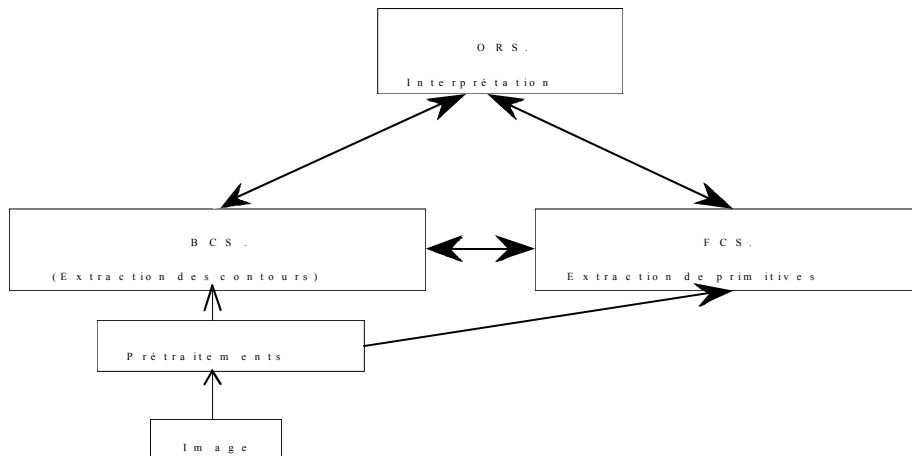 ORS.
Interprétation
BCS.
(Extraction des contours)
FCS.
Extraction de primitives
Prétraitements
Image